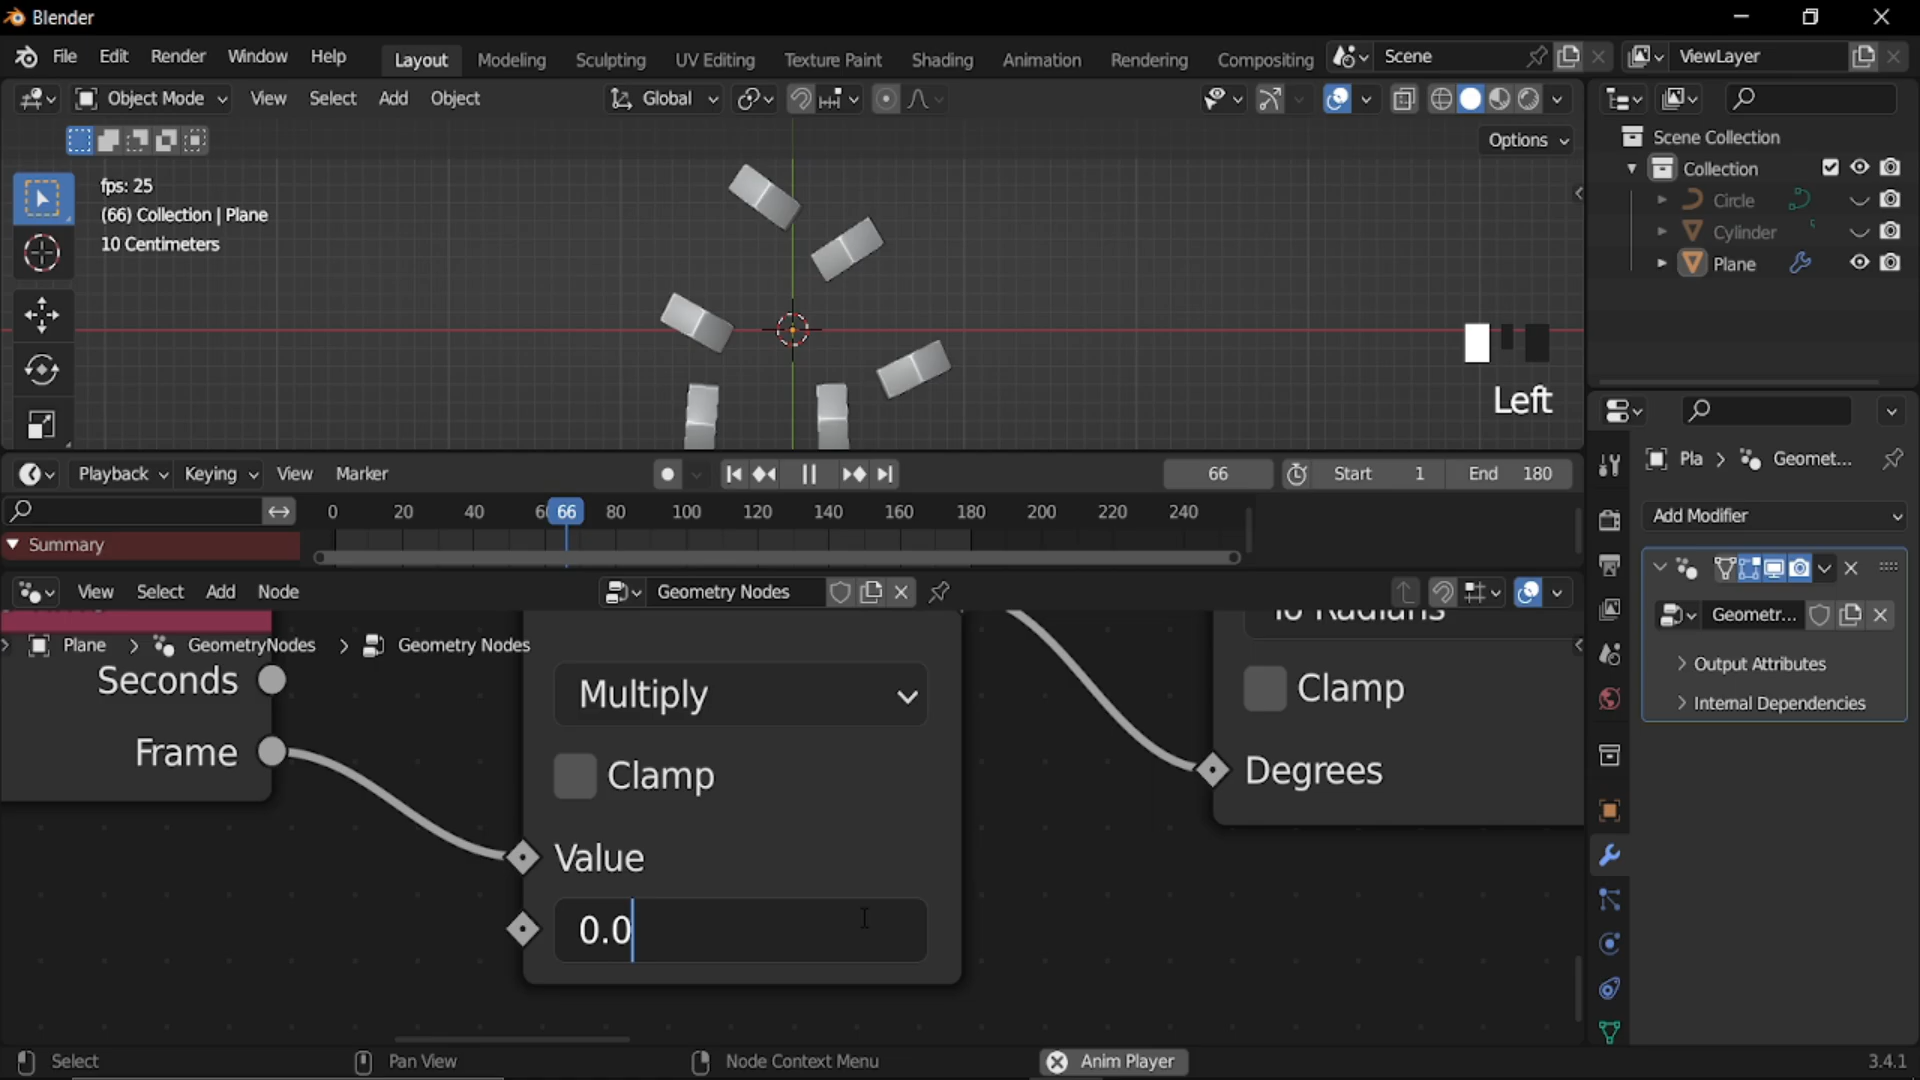 Blender
File Edit Render Window Help Layout Modeling Sculpting UV Editing Texture Paint Shading Animation Rendering Compositing Scene ViewLayer
Object Mode View Select Add Object Global
Options
fps: 25
(66) Collection | Plane
10 Centimeters
Left
Scene Collection
Collection
Circle
Cylinder
Plane
Playback Keying View Marker 66 Start 1 End 180
0 20 40 66 80 100 120 140 160 180 200 220 240
Summary
View Select Add Node Geometry Nodes
Plane > GeometryNodes > Geometry Nodes
To Radians
Seconds
Multiply
Clamp
Frame
Clamp
Degrees
Value
0.0
Pla > Geomet...
Add Modifier
Geometr...
Output Attributes
Internal Dependencies
Select Pan View Node Context Menu Anim Player 3.4.1